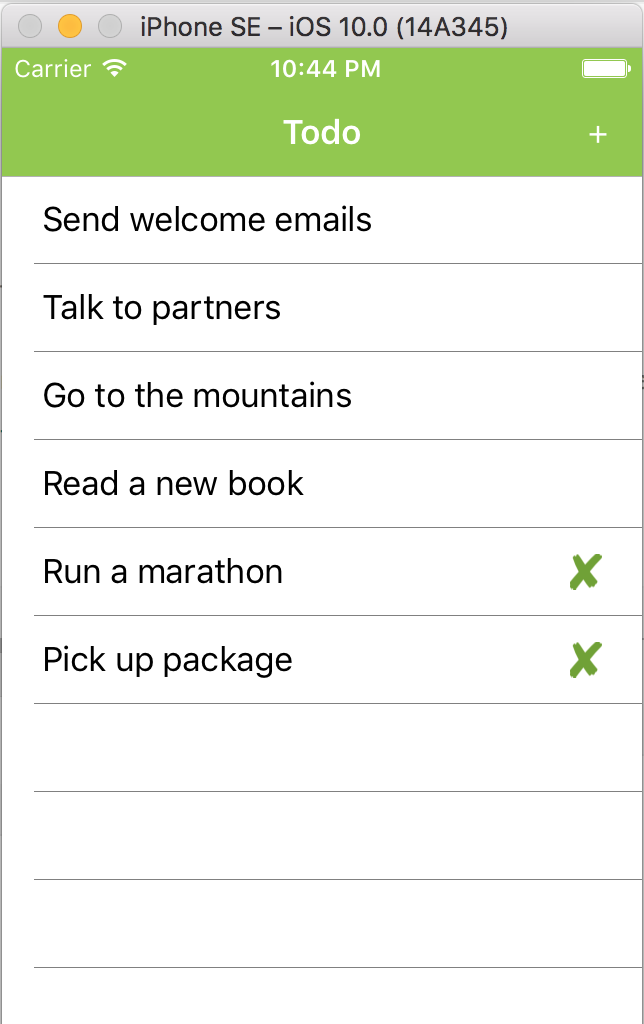 iPhone SE – iOS 10.0 (14A345)
Carrier 10:44 PM
Todo +
Send welcome emails
Talk to partners
Go to the mountains
Read a new book
Run a marathon ✘
Pick up package ✘